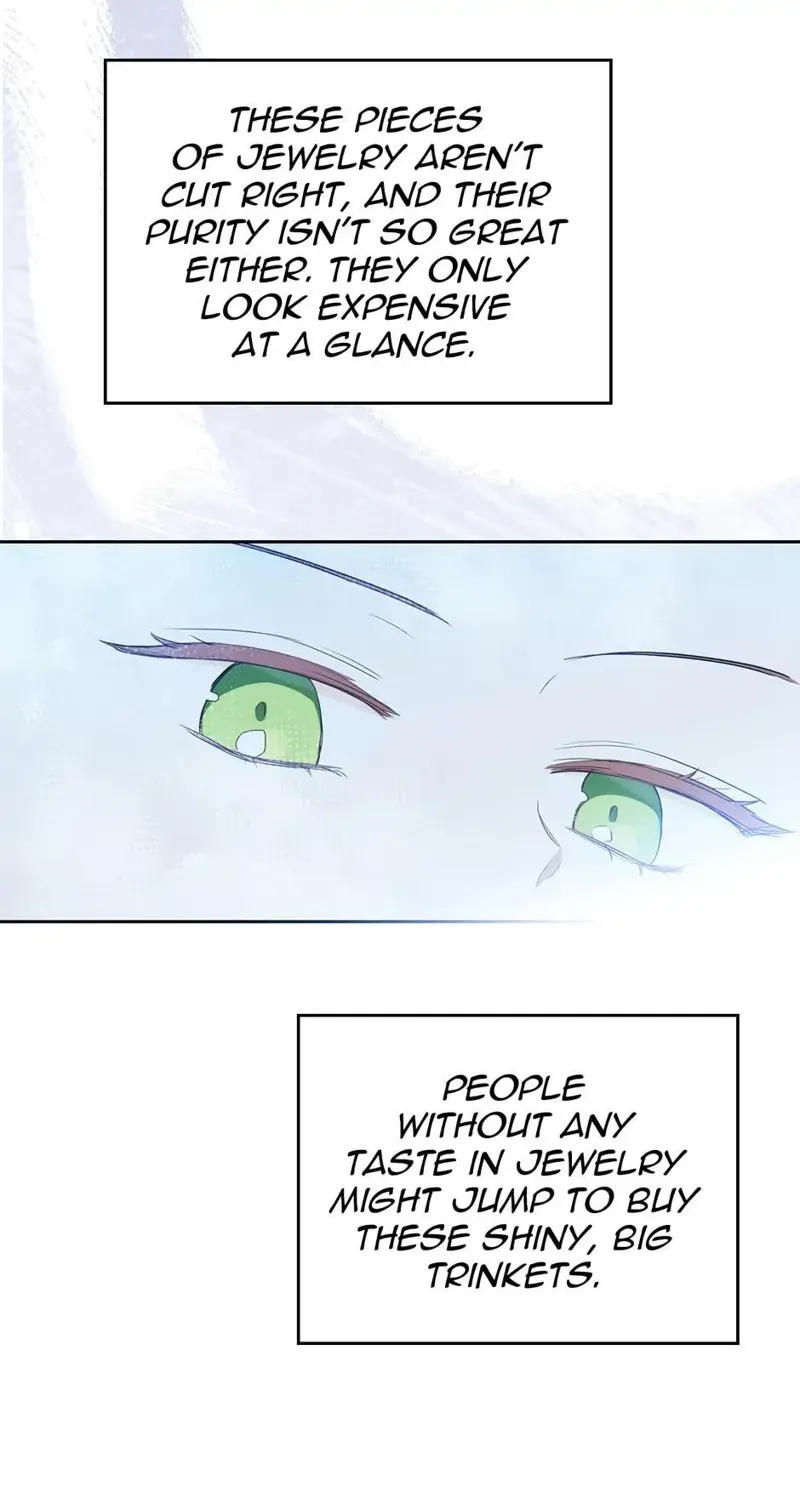 THESE PIECES
OF JEWELRY AREN'T
CUT RIGHT, AND THEIR
PURITY ISN'T SO GREAT
EITHER. THEY ONLY
LOOK EXPENSIVE
AT A GLANCE.
PEOPLE
WITHOUT ANY
TASTE IN JEWELRY
MIGHT JUMP TO BUY
THESE SHINY, BIG
TRINKETS.